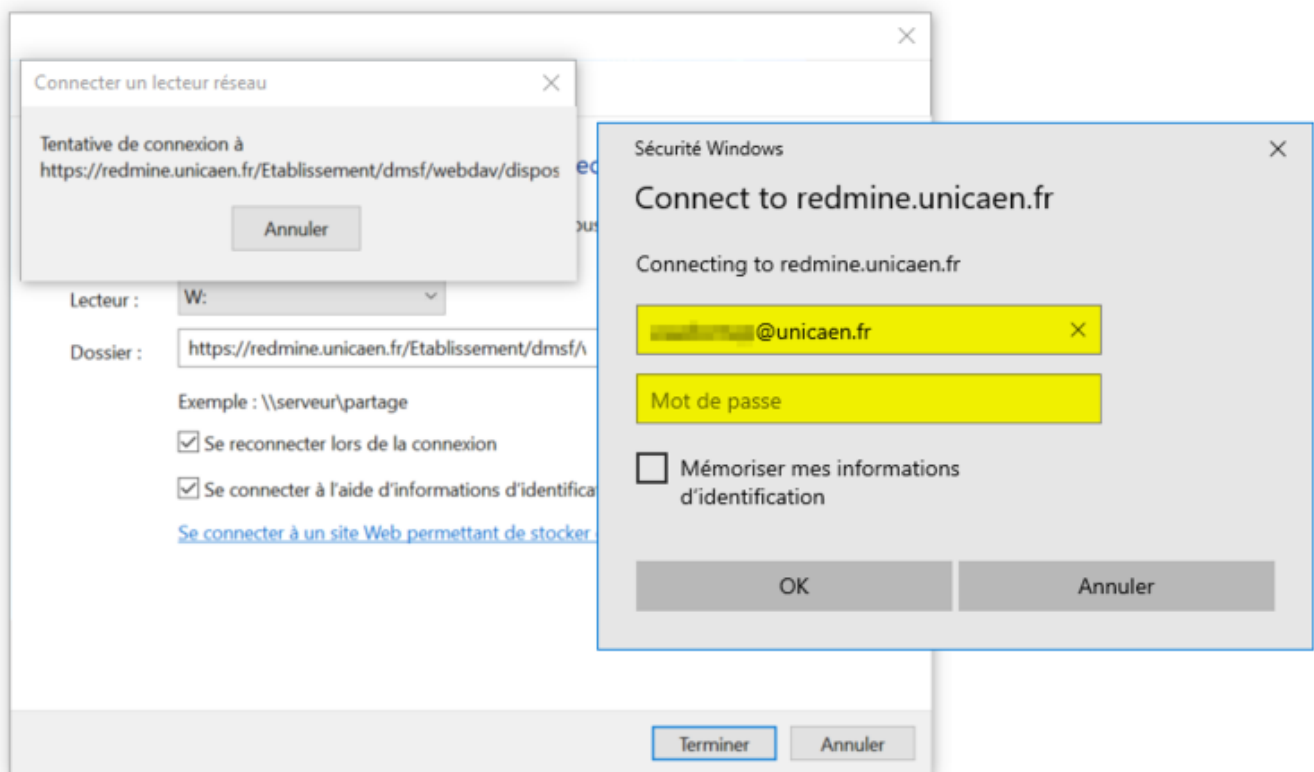 Connecter un lecteur réseau
Tentative de connexion à
https://redmine.unicaen.fr/Etablissement/dmsf/webdav/dispos
Annuler
Lecteur :
W:
Dossier :
https://redmine.unicaen.fr/Etablissement/dmsf/\
Exemple : \\serveur\partage
Se reconnecter lors de la connexion
Se connecter à l'aide d'informations
Se connecter à un site Web permettant de stocker
Terminer
Annuler
Sécurité Windows
Connect to redmine.unicaen.fr
Connecting to redmine.unicaen.fr
@unicaen.fr
Mot de passe
Mémoriser mes informations
d'identification
OK
Annuler